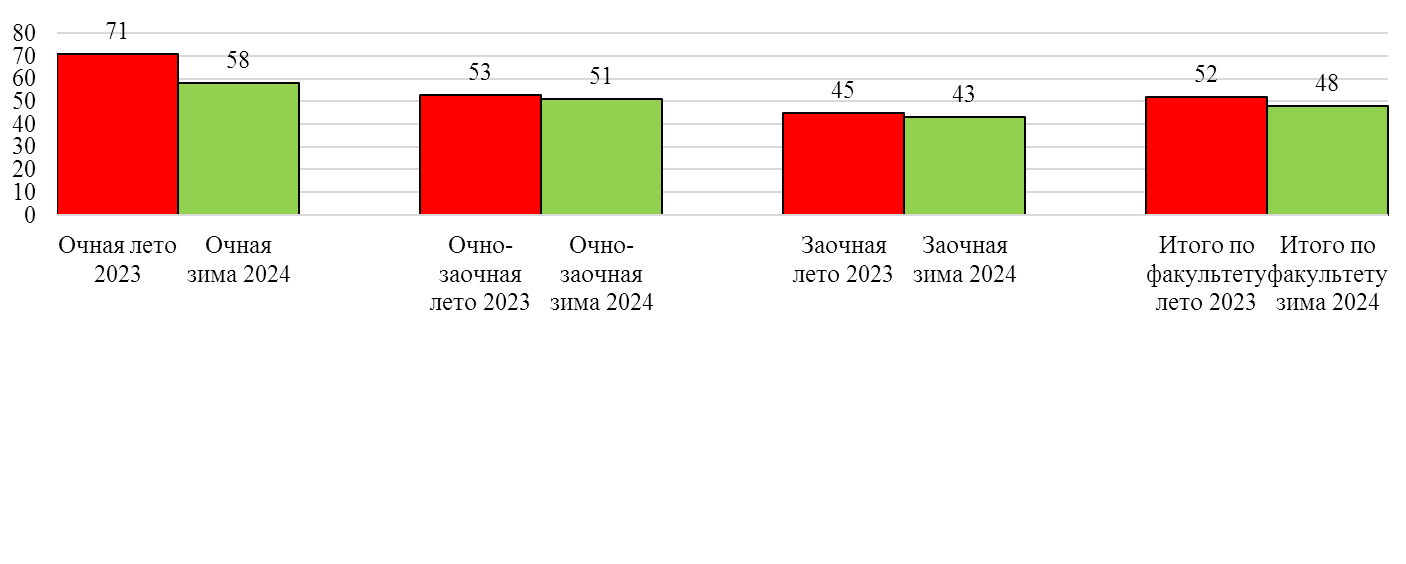 71
80
70
58
53
51
52
48
60
45
43
50
40
30
20
10
0
Очная лето
2023
Очная
зима 2024
Очно-
заочная
лето 2023
Очно-
заочная
зима 2024
Заочная
лето 2023
Заочная
зима 2024
Итого по
факультету
лето 2023
Итого по
факультету
зима 2024